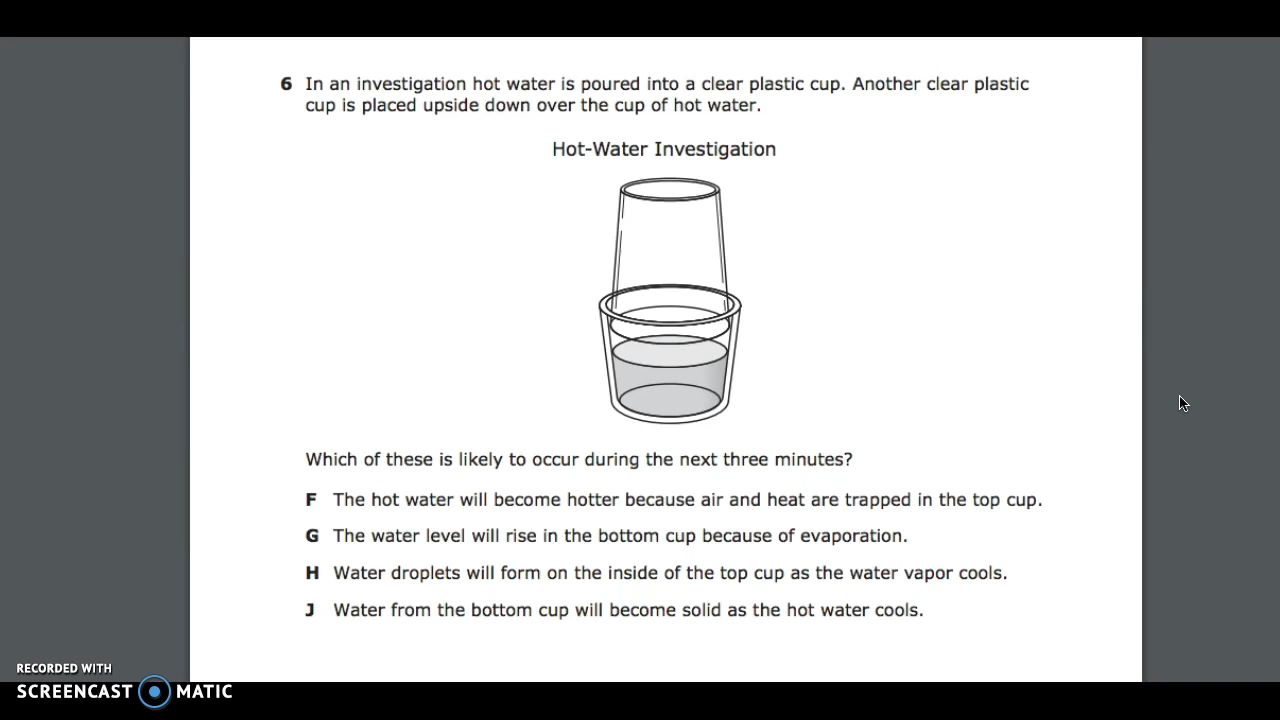 6 In an investigation hot water is poured into a clear plastic cup. Another clear plastic
cup is placed upside down over the cup of hot water.
Hot-Water Investigation
Which of these is likely to occur during the next three minutes?
F The hot water will become hotter because air and heat are trapped in the top cup.
G The water level will rise in the bottom cup because of evaporation.
H Water droplets will form on the inside of the top cup as the water vapor cools.
J Water from the bottom cup will become solid as the hot water cools.
RECORDED WITH
SCREENCAST MATIC